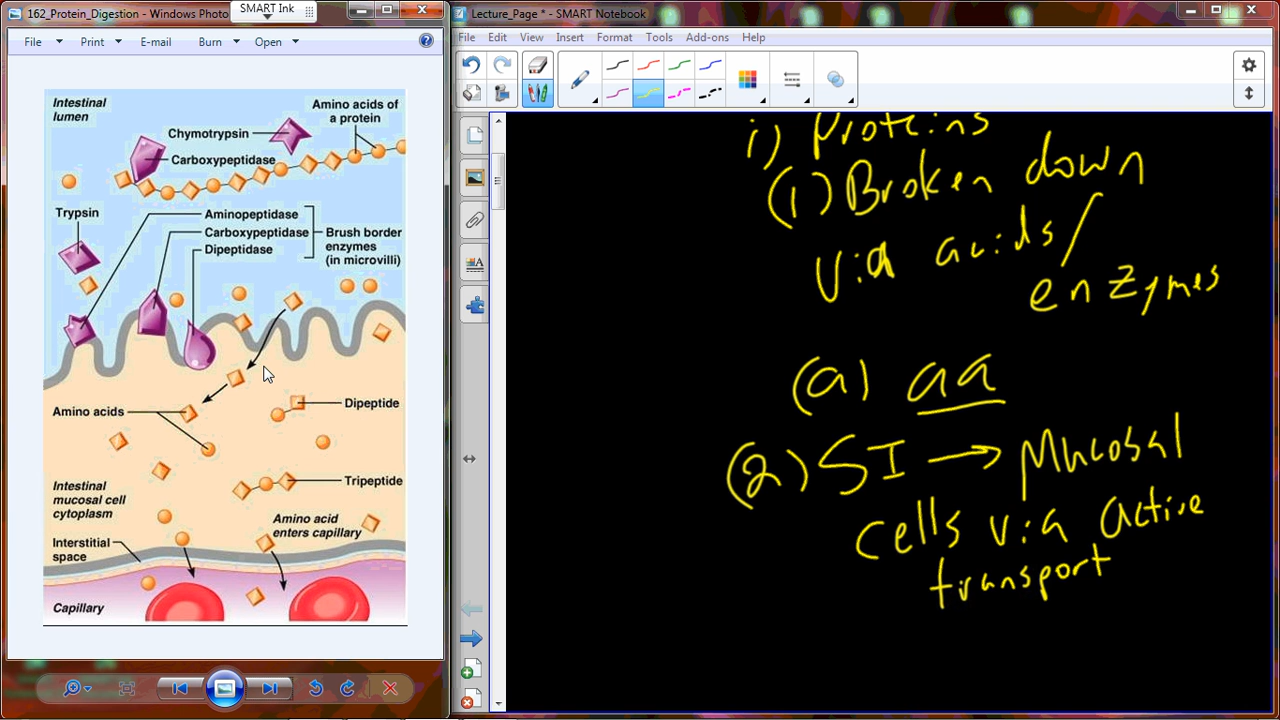 162_Protein_Digestion - Windows Photo
SMART Ink
File Print E-mail Burn Open
Intestinal
lumen
Amino acids of
a protein
Chymotrypsin
Carboxypeptidase
Trypsin
Aminopeptidase
Carboxypeptidase
Dipeptidase
Brush border
enzymes
(in microvilli)
Amino acids
Dipeptide
Intestinal
mucosal cell
cytoplasm
Tripeptide
Amino acid
enters capillary
Interstitial
space
Capillary
Lecture_Page * - SMART Notebook
File Edit View Insert Format Tools Add-ons Help
i) Proteins
(1) Broken down
via acids/
enzymes
(a) aa
(2) SI → Mucosal
cells via active
transport